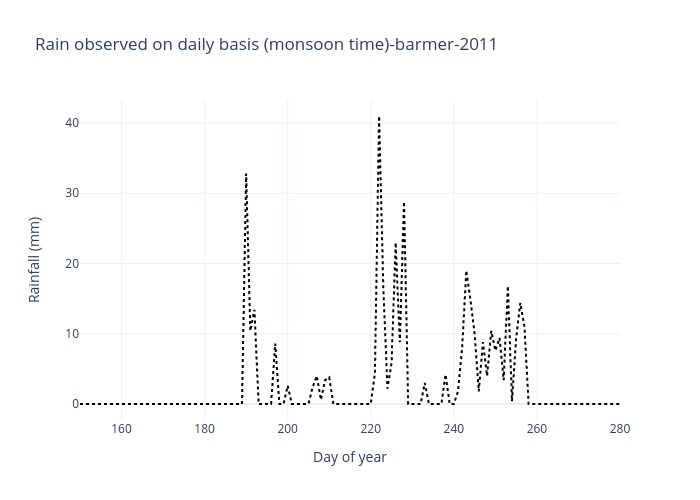 Rain observed on daily basis (monsoon time)-barmer-2011
40
30
20
10
0
Rainfall (mm)
160 180 200 220 240 260 280
Day of year